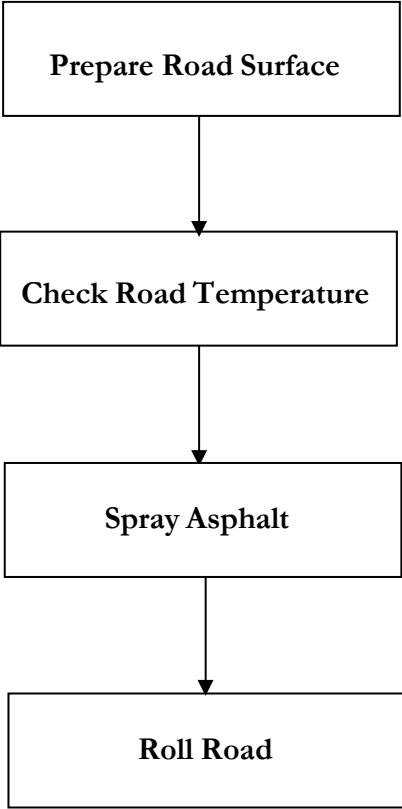 Prepare Road Surface
Check Road Temperature
Spray Asphalt
Roll Road